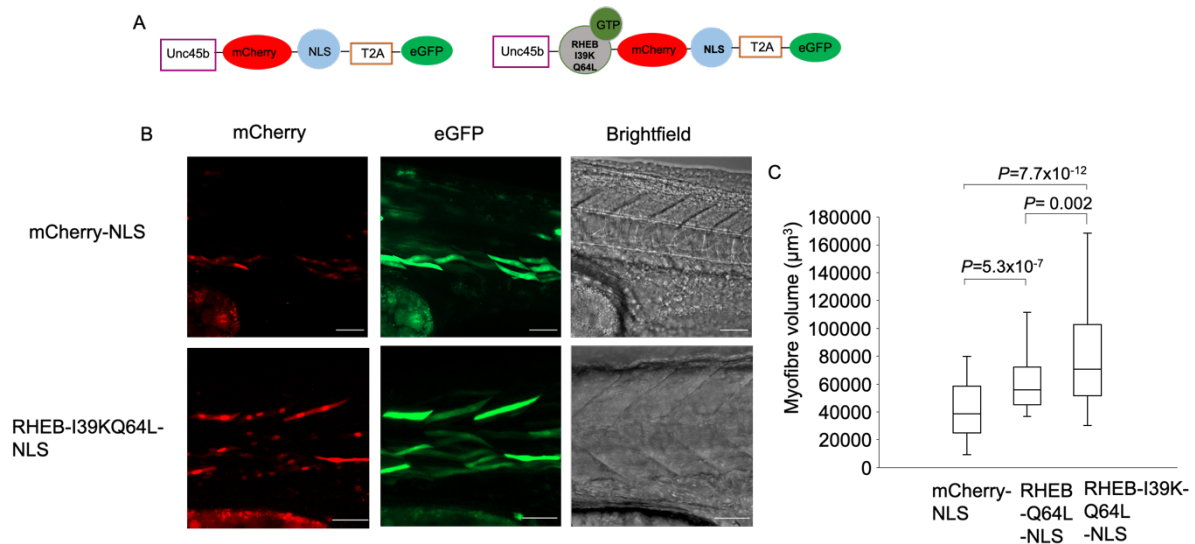 A
Unc45b mCherry NLS T2A eGFP
Unc45b RHEB I39K Q64L GTP mCherry NLS T2A eGFP
B
mCherry eGFP Brightfield
mCherry-NLS
RHEB-I39KQ64L-
NLS
C
P=7.7x10-12
P= 0.002
P=5.3x10-7
Myofibre volume (µm³)
180000
160000
140000
120000
100000
80000
60000
40000
20000
0
mCherry-
NLS
RHEB
-Q64L
-NLS
RHEB-I39K-
Q64L
-NLS